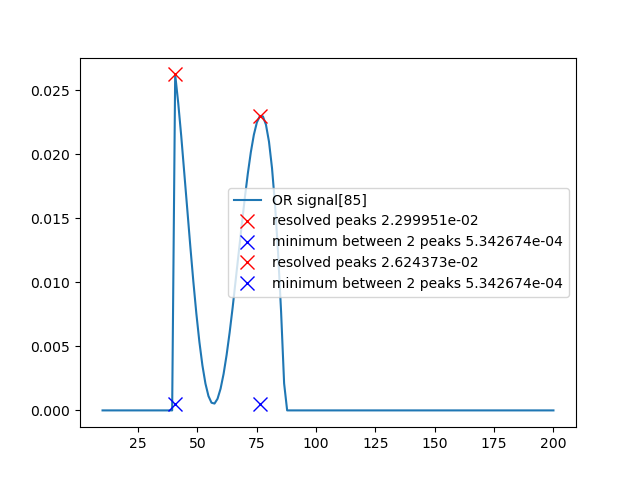 0.025
0.020
0.015
0.010
0.005
0.000
OR signal[85]
resolved peaks 2.299951e-02
minimum between 2 peaks 5.342674e-04
resolved peaks 2.624373e-02
minimum between 2 peaks 5.342674e-04
25 50 75 100 125 150 175 200